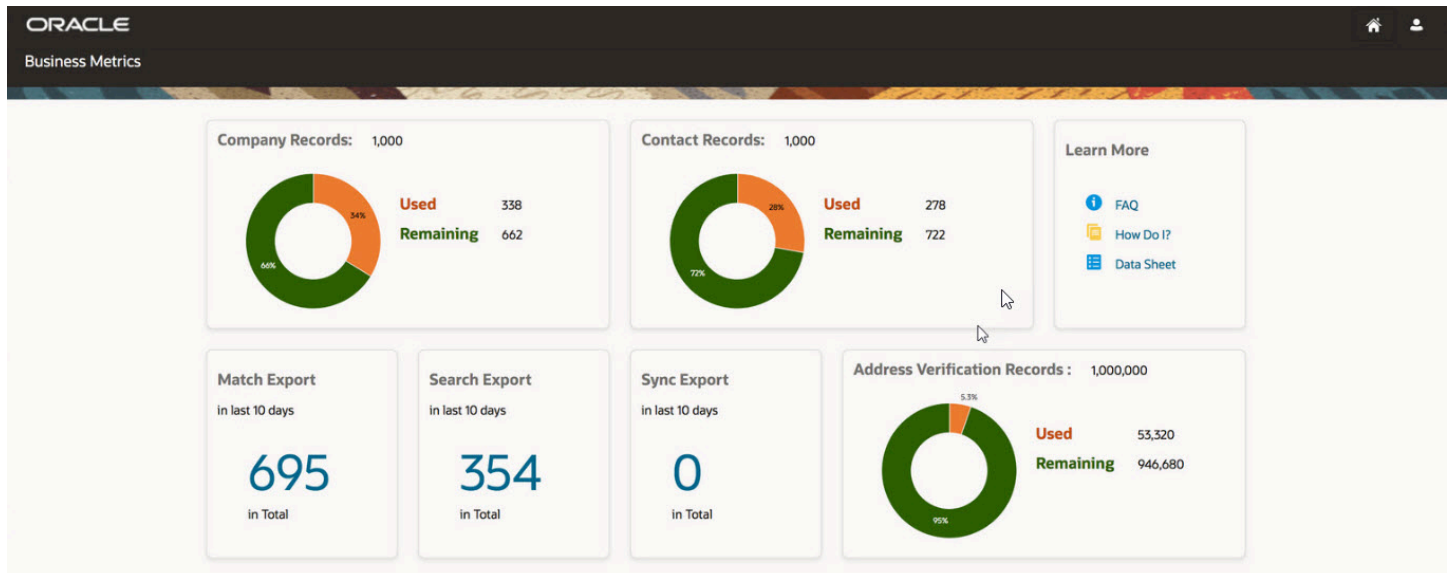 ORACLE
Business Metrics
Company Records: 1,000
34%
66%
Used 338
Remaining 662
Contact Records: 1,000
28%
72%
Used 278
Remaining 722
Learn More
FAQ
How Do I?
Data Sheet
Match Export
in last 10 days
695
in Total
Search Export
in last 10 days
354
in Total
Sync Export
in last 10 days
0
in Total
Address Verification Records : 1,000,000
5.3%
95%
Used 53,320
Remaining 946,680